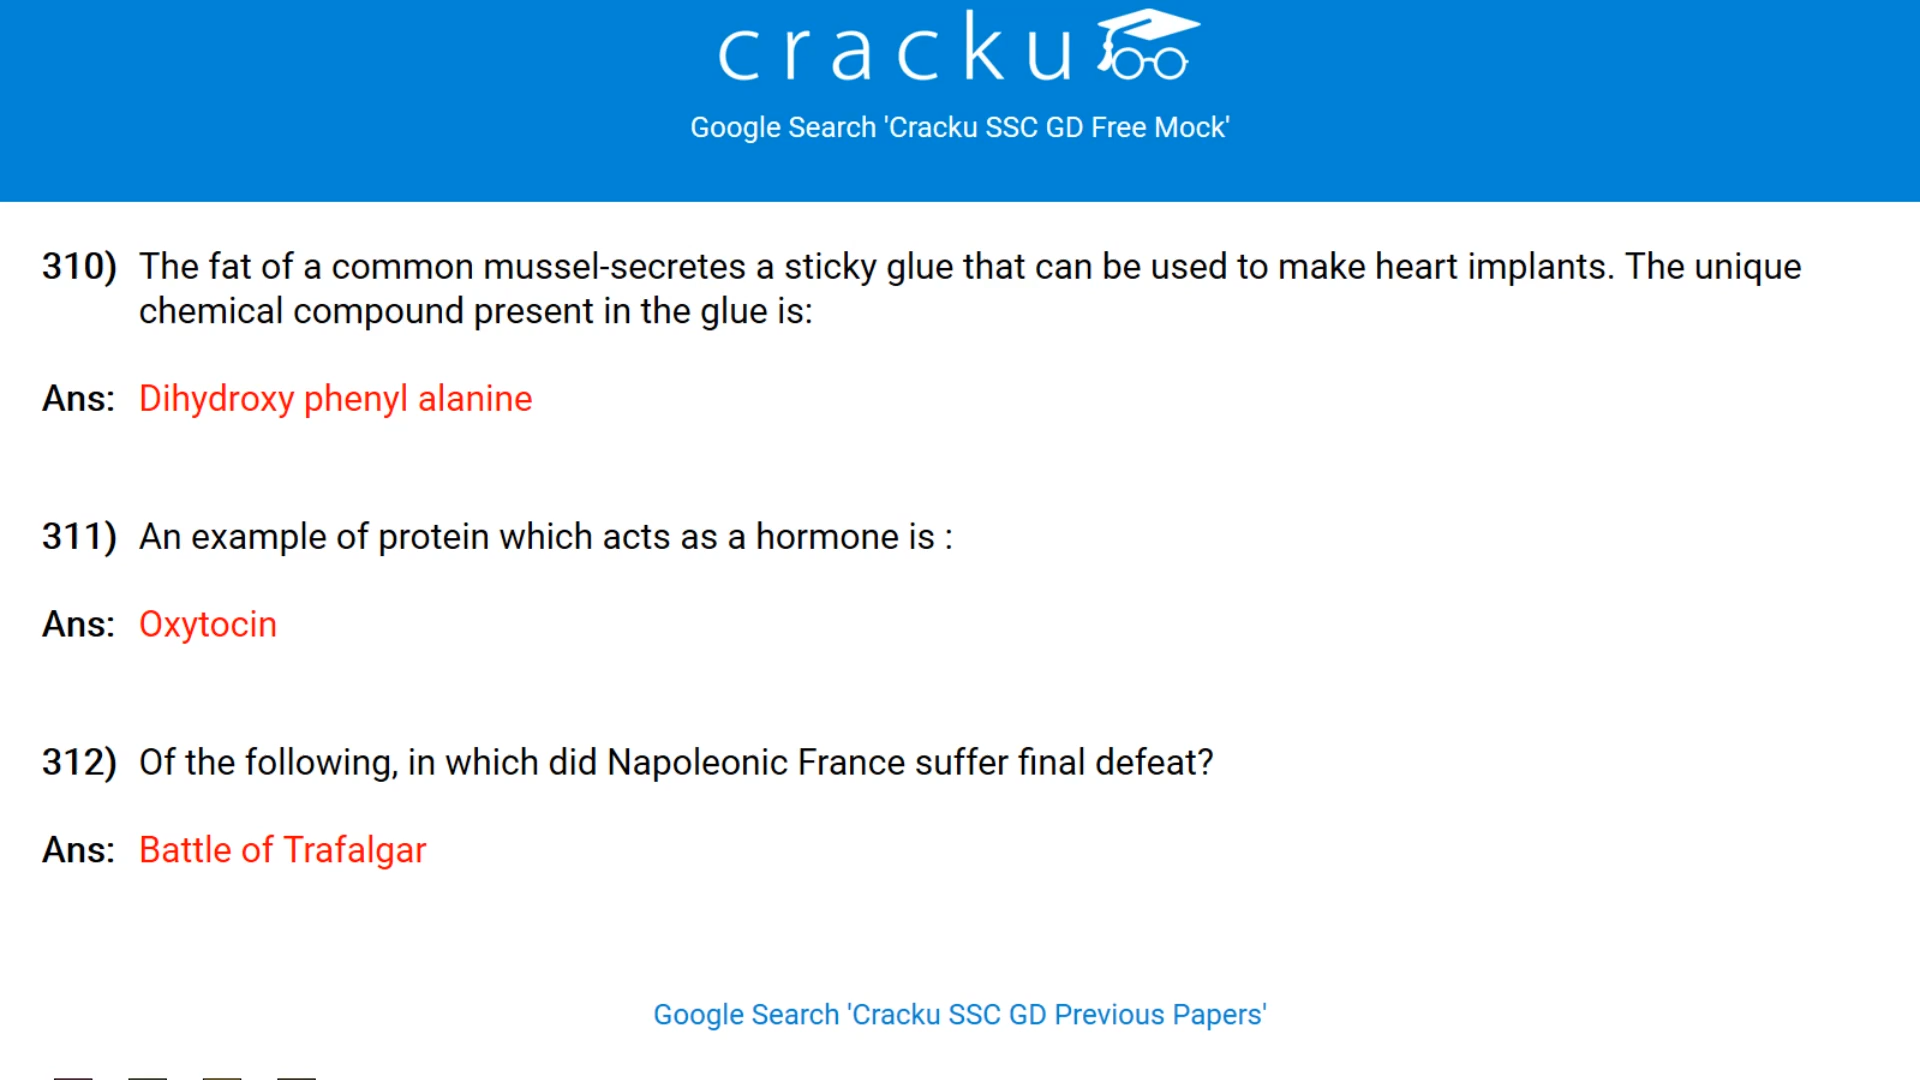 cracku
Google Search 'Cracku SSC GD Free Mock'
310) The fat of a common mussel-secretes a sticky glue that can be used to make heart implants. The unique
chemical compound present in the glue is:
Ans: Dihydroxy phenyl alanine
311) An example of protein which acts as a hormone is :
Ans: Oxytocin
312) Of the following, in which did Napoleonic France suffer final defeat?
Ans: Battle of Trafalgar
Google Search 'Cracku SSC GD Previous Papers'